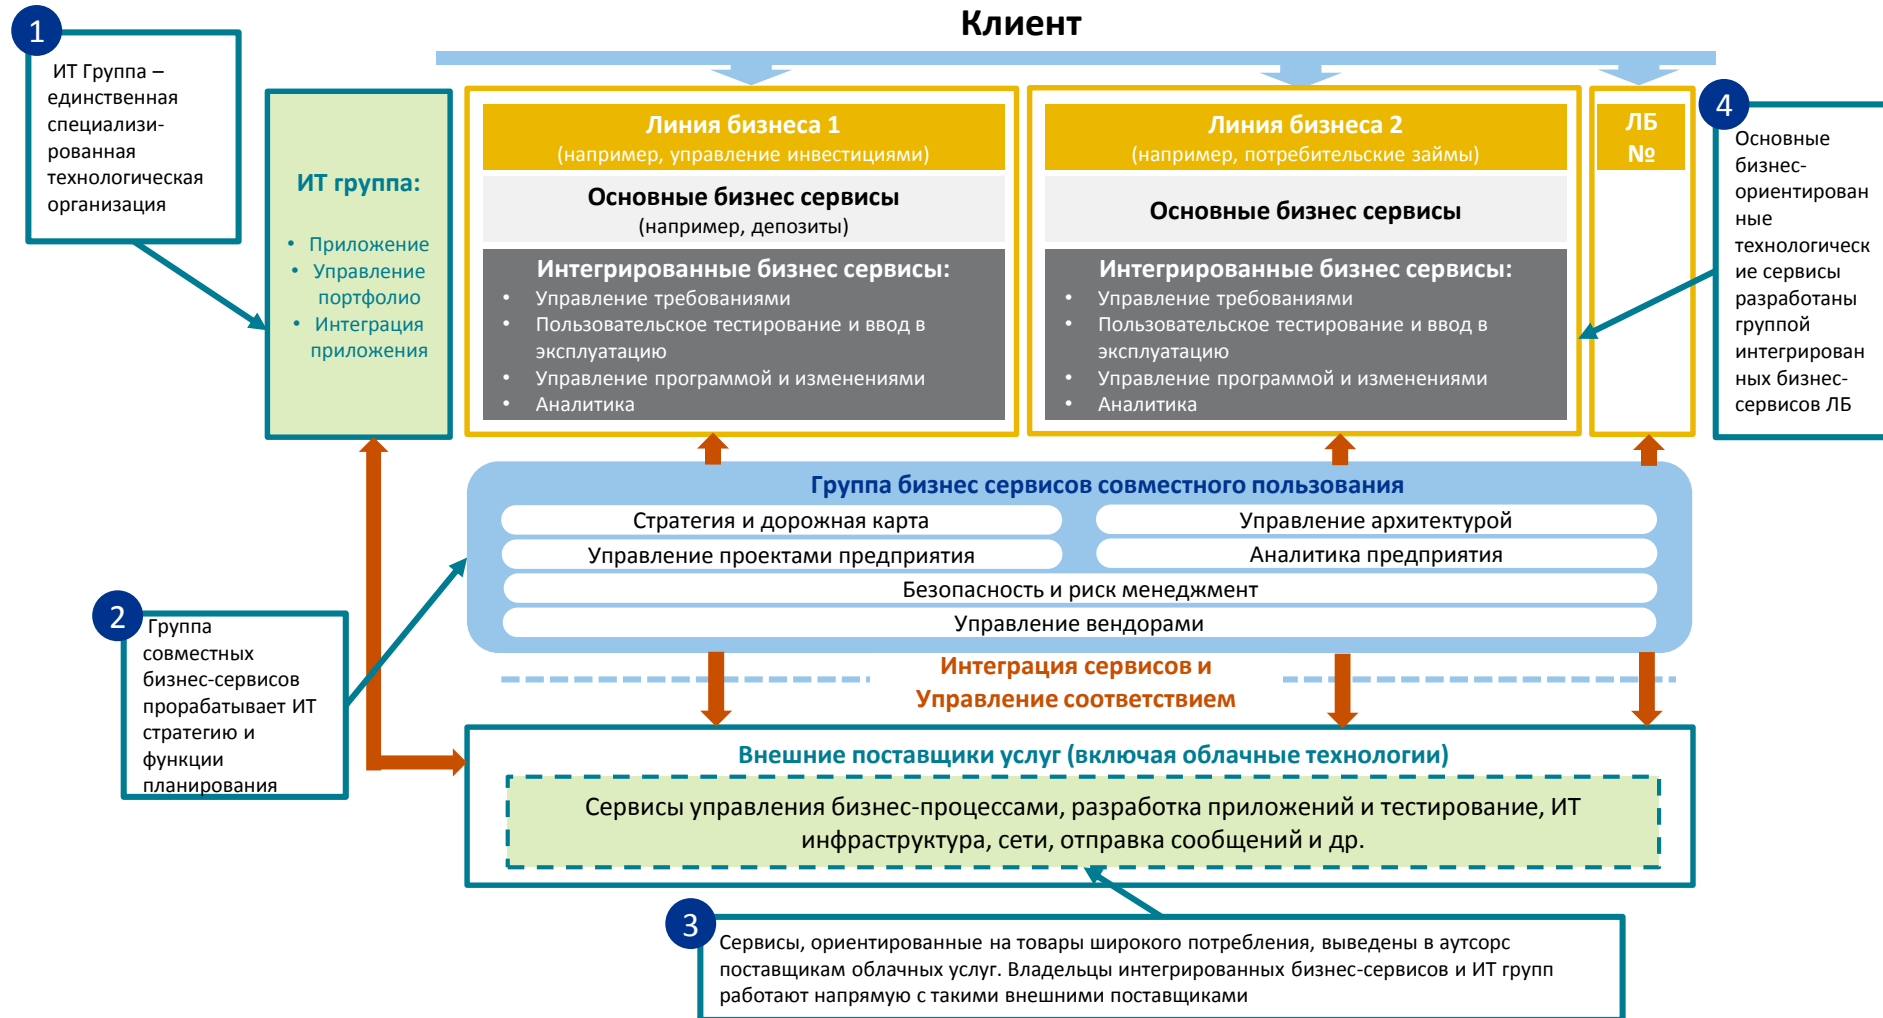 Клиент
1
ИТ Группа –
единственная
специализи-
рованная
технологическая
организация
ИТ группа:
• Приложение
• Управление
портфолио
• Интеграция
приложения
Линия бизнеса 1
(например, управление инвестициями)
Основные бизнес сервисы
(например, депозиты)
Интегрированные бизнес сервисы:
• Управление требованиями
• Пользовательское тестирование и ввод в
эксплуатацию
• Управление программой и изменениями
• Аналитика
Линия бизнеса 2
(например, потребительские займы)
Основные бизнес сервисы
Интегрированные бизнес сервисы:
• Управление требованиями
• Пользовательское тестирование и ввод в
эксплуатацию
• Управление программой и изменениями
• Аналитика
ЛБ
№
4
Основные
бизнес-
ориентирован
ные
технологическ
ие сервисы
разработаны
группой
интегрирован
ных бизнес-
сервисов ЛБ
Группа бизнес сервисов совместного пользования
Стратегия и дорожная карта
Управление архитектурой
Управление проектами предприятия
Аналитика предприятия
Безопасность и риск менеджмент
Управление вендорами
2
Группа
совместных
бизнес-сервисов
прорабатывает ИТ
стратегию и
функции
планирования
Интеграция сервисов и
Управление соответствием
Внешние поставщики услуг (включая облачные технологии)
Сервисы управления бизнес-процессами, разработка приложений и тестирование, ИТ
инфраструктура, сети, отправка сообщений и др.
3
Сервисы, ориентированные на товары широкого потребления, выведены в аутсорс
поставщикам облачных услуг. Владельцы интегрированных бизнес-сервисов и ИТ групп
работают напрямую с такими внешними поставщиками